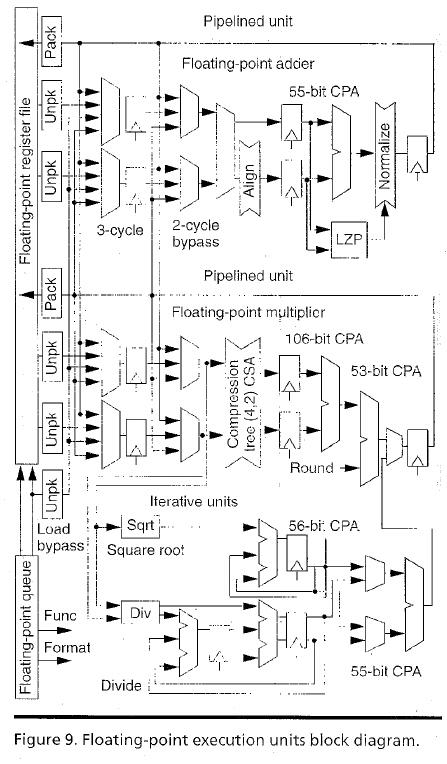 Pipelined unit
Pack
Floating-point adder
Unpk
55-bit CPA
Floating-point register file
Unpk
Align
Normalize
3-cycle
2-cycle
bypass
LZP
Pipelined unit
Pack
Floating-point multiplier
106-bit CPA
Unpk
53-bit CPA
Compression
tree (4,2) CSA
Unpk
Round
Unpk
Iterative units
Load
bypass
Sqrt
56-bit CPA
Square root
Floating-point queue
Func
Div
Format
Divide
55-bit CPA
Figure 9. Floating-point execution units block diagram.